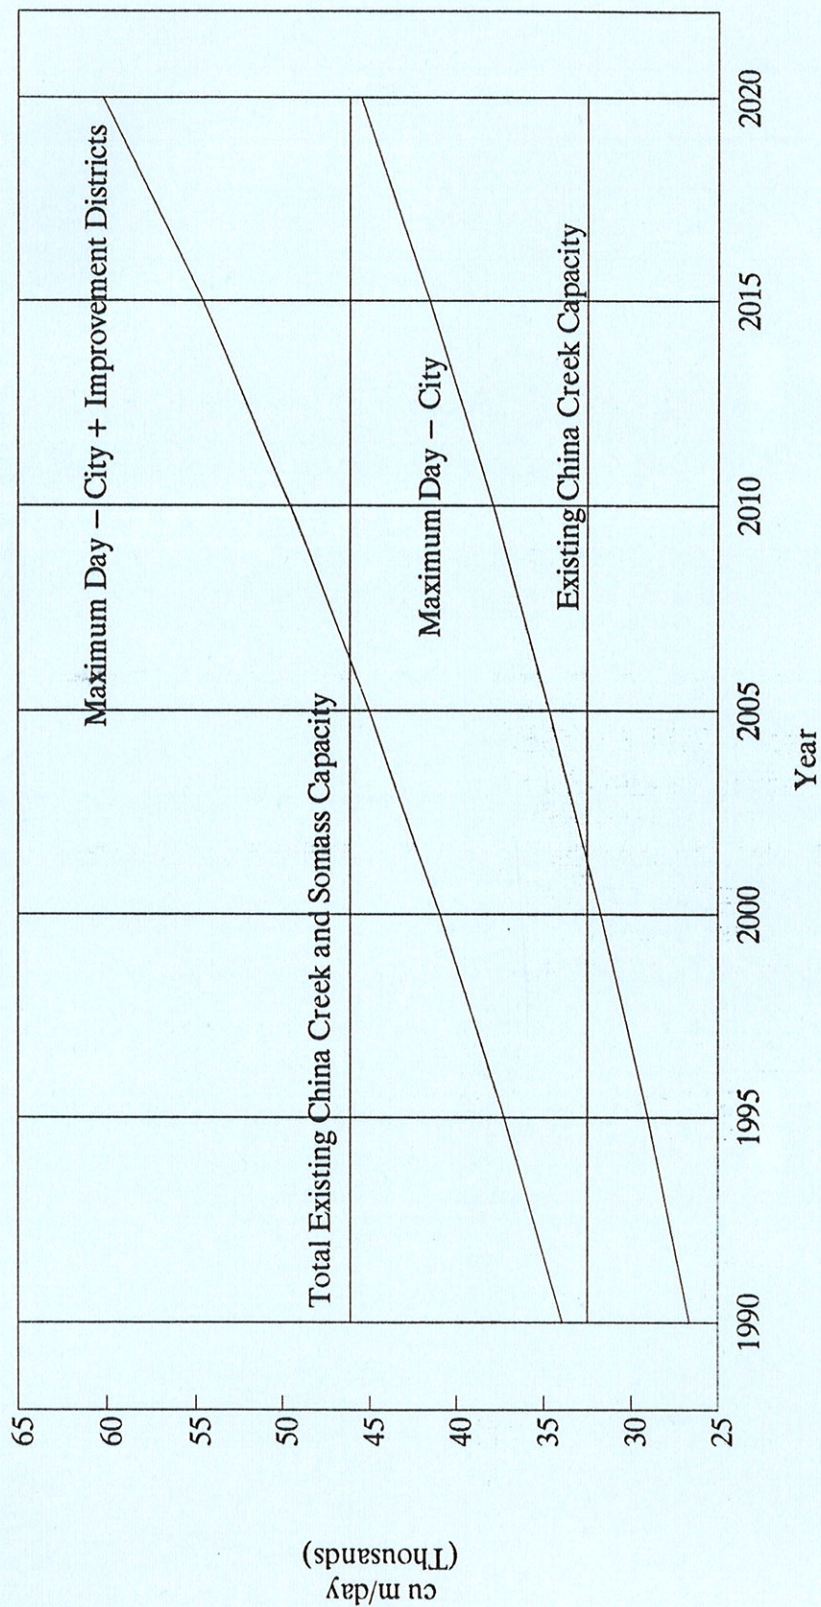 cu m/day
(Thousands)
65
60
55
50
45
40
35
30
25
Maximum Day – City + Improvement Districts
Total Existing China Creek and Somass Capacity
Maximum Day – City
Existing China Creek Capacity
1990
1995
2000
2005
2010
2015
2020
Year